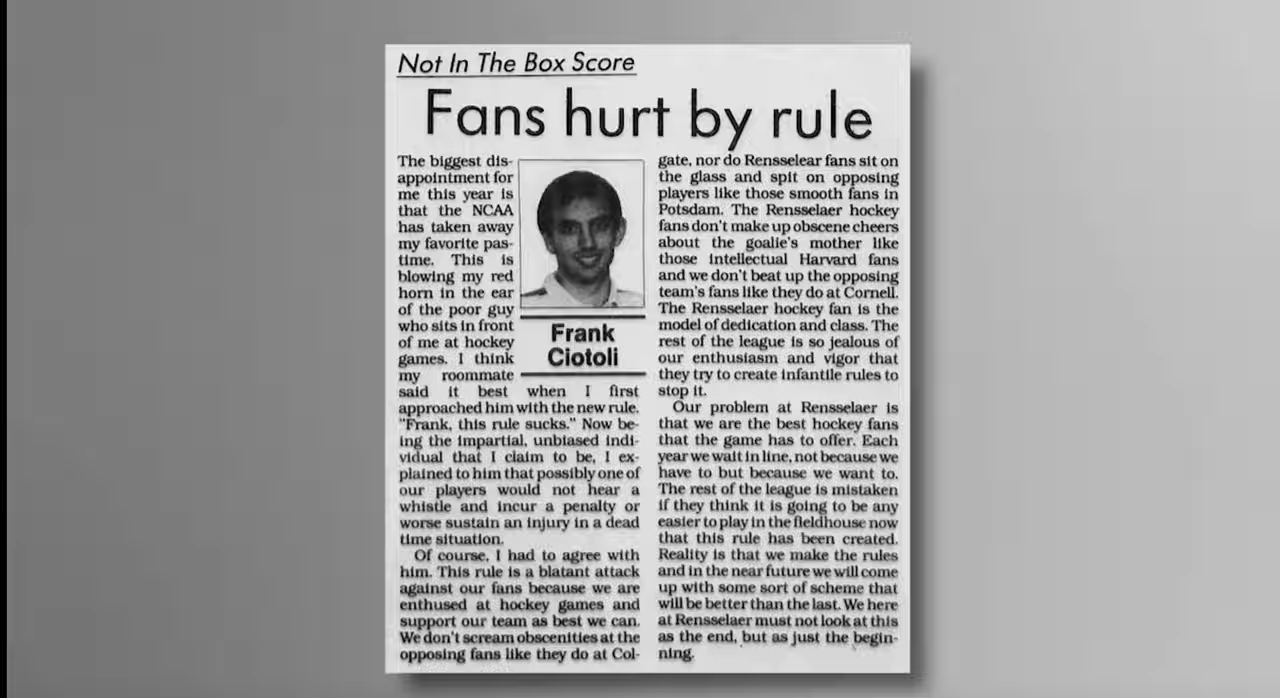 Not In The Box Score
Fans hurt by rule
The biggest dis-
appointment for
me this year is
that the NCAA
has taken away
my favorite pas-
time. This is
blowing my red
horn in the ear
of the poor guy
who sits in front
of me at hockey
games. I think
my roommate
said it best when I first
approached him with the new rule.
"Frank, this rule sucks." Now be-
ing the impartial, unbiased indi-
vidual that I claim to be, I ex-
plained to him that possibly one of
our players would not hear a
whistle and incur a penalty or
worse sustain an injury in a dead
time situation.
Of course, I had to agree with
him. This rule is a blatant attack
against our fans because we are
enthused at hockey games and
support our team as best we can.
We don't scream obscenities at the
opposing fans like they do at Col-
Frank
Ciotoli
gate, nor do Rensselear fans sit on
the glass and spit on opposing
players like those smooth fans in
Potsdam. The Rensselaer hockey
fans don't make up obscene cheers
about the goalie's mother like
those intellectual Harvard fans
and we don't beat up the opposing
team's fans like they do at Cornell.
The Rensselaer hockey fan is the
model of dedication and class. The
rest of the league is so jealous of
our enthusiasm and vigor that
they try to create infantile rules to
stop it.
Our problem at Rensselaer is
that we are the best hockey fans
that the game has to offer. Each
year we wait in line, not because we
have to but because we want to.
The rest of the league is mistaken
if they think it is going to be any
easier to play in the fieldhouse now
that this rule has been created.
Reality is that we make the rules
and in the near future we will come
up with some sort of scheme that
will be better than the last. We here
at Rensselaer must not look at this
as the end, but as just the begin-
ning.